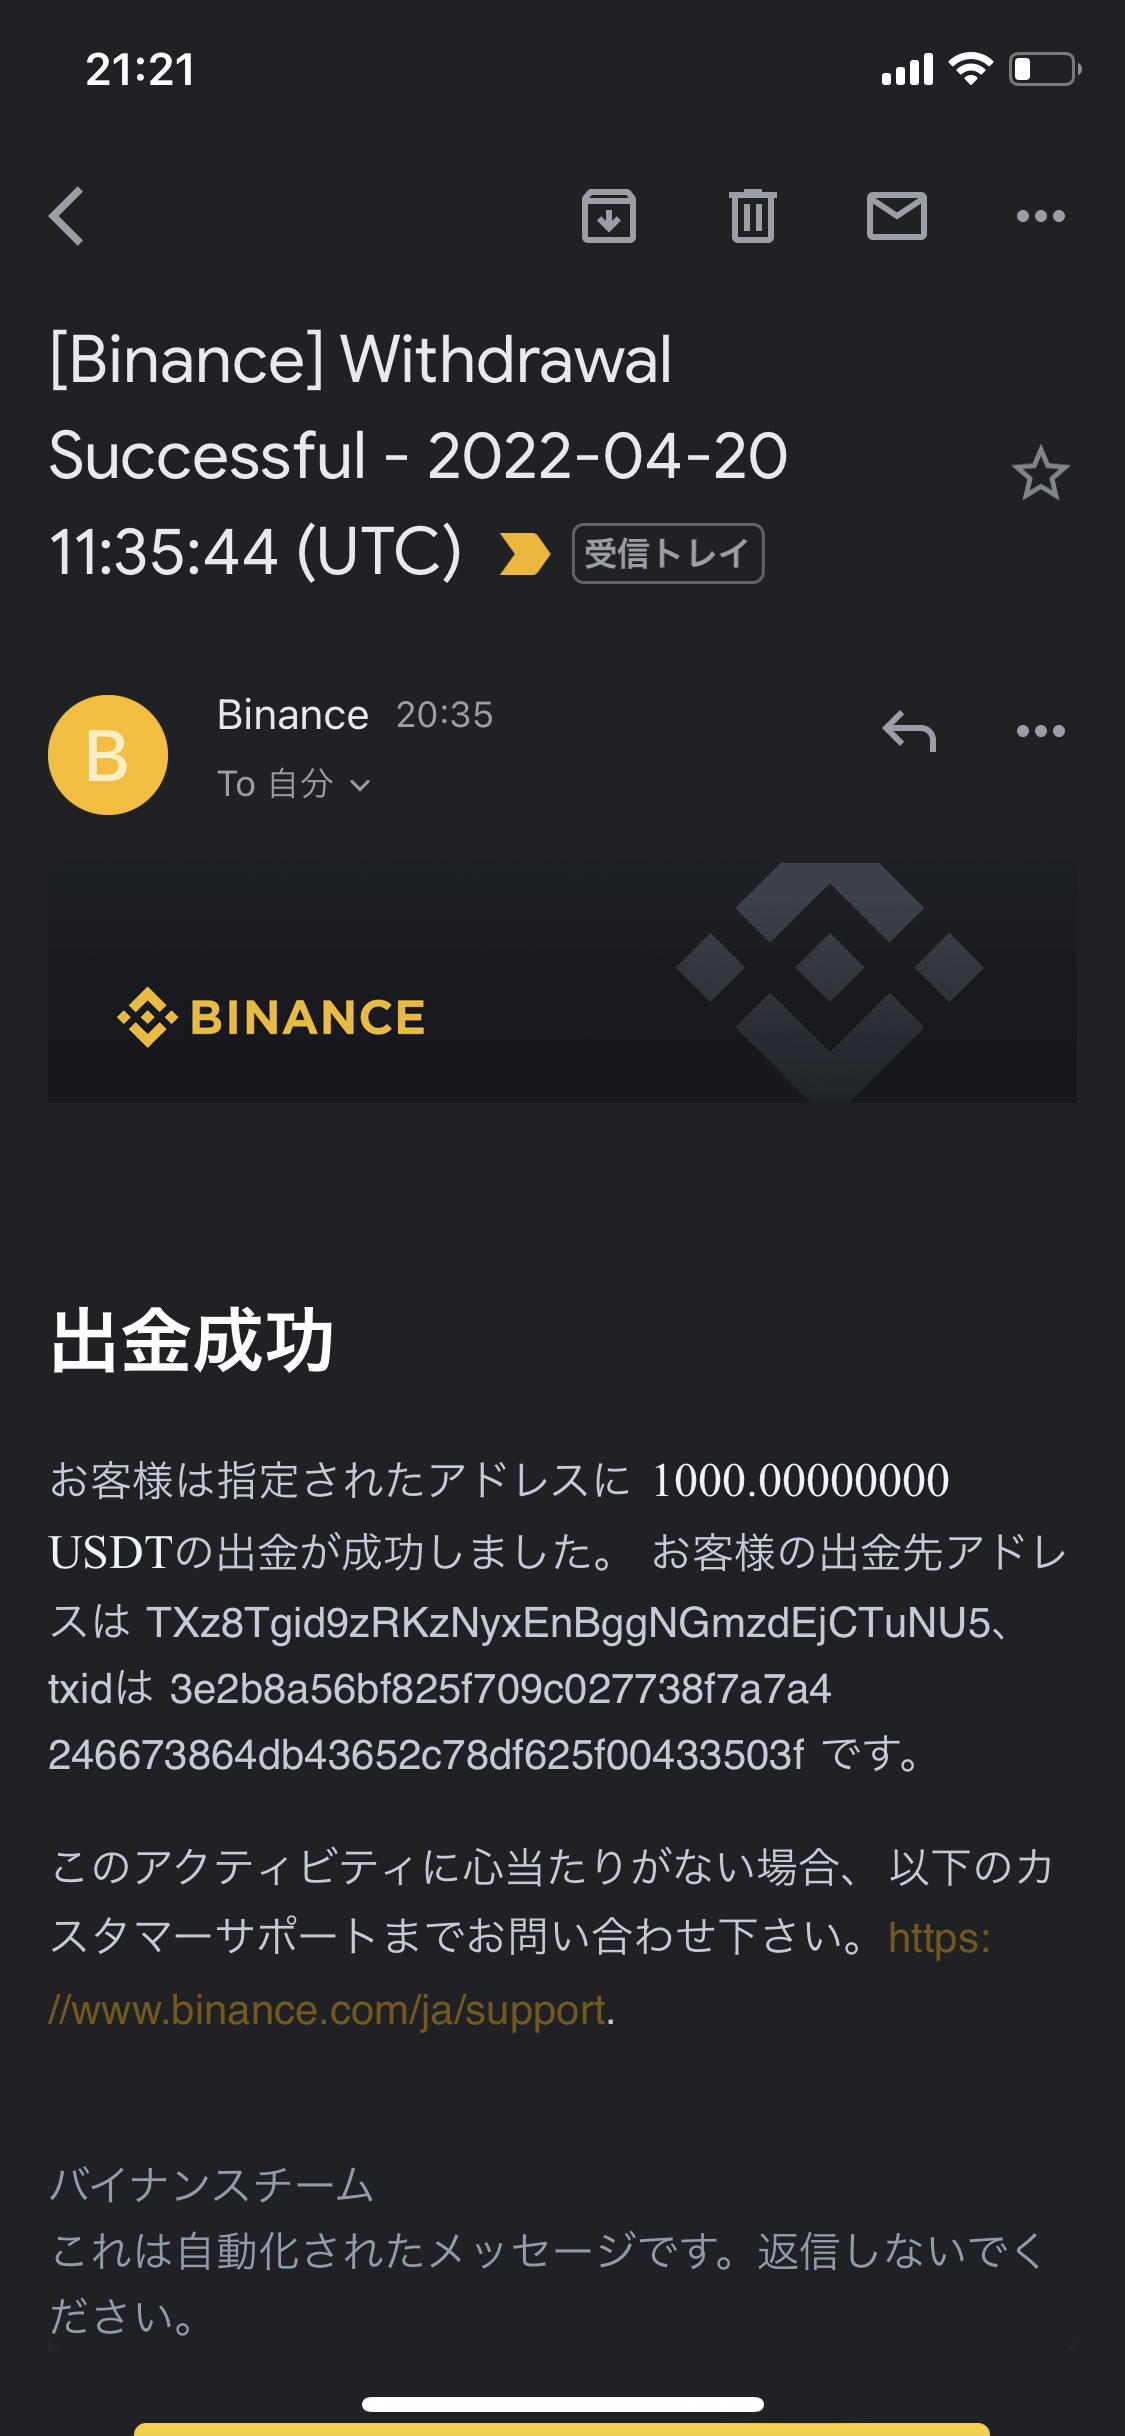 21:21
[Binance] Withdrawal
Successful - 2022-04-20
11:35:44 (UTC) 受信トレイ
B
Binance 20:35
To 自分
BINANCE
出金成功
お客様は指定されたアドレスに 1000.00000000
USDTの出金が成功しました。 お客様の出金先アドレ
スは TXz8Tgid9zRKzNyxEnBggNGmzdEjCTuNU5、
txidは 3e2b8a56bf825f709c027738f7a7a4
246673864db43652c78df625f00433503f です。
このアクティビティに心当たりがない場合、 以下のカ
スタマーサポートまでお問い合わせ下さい。https:
//www.binance.com/ja/support.
バイナンスチーム
これは自動化されたメッセージです。返信しないでく
ださい。